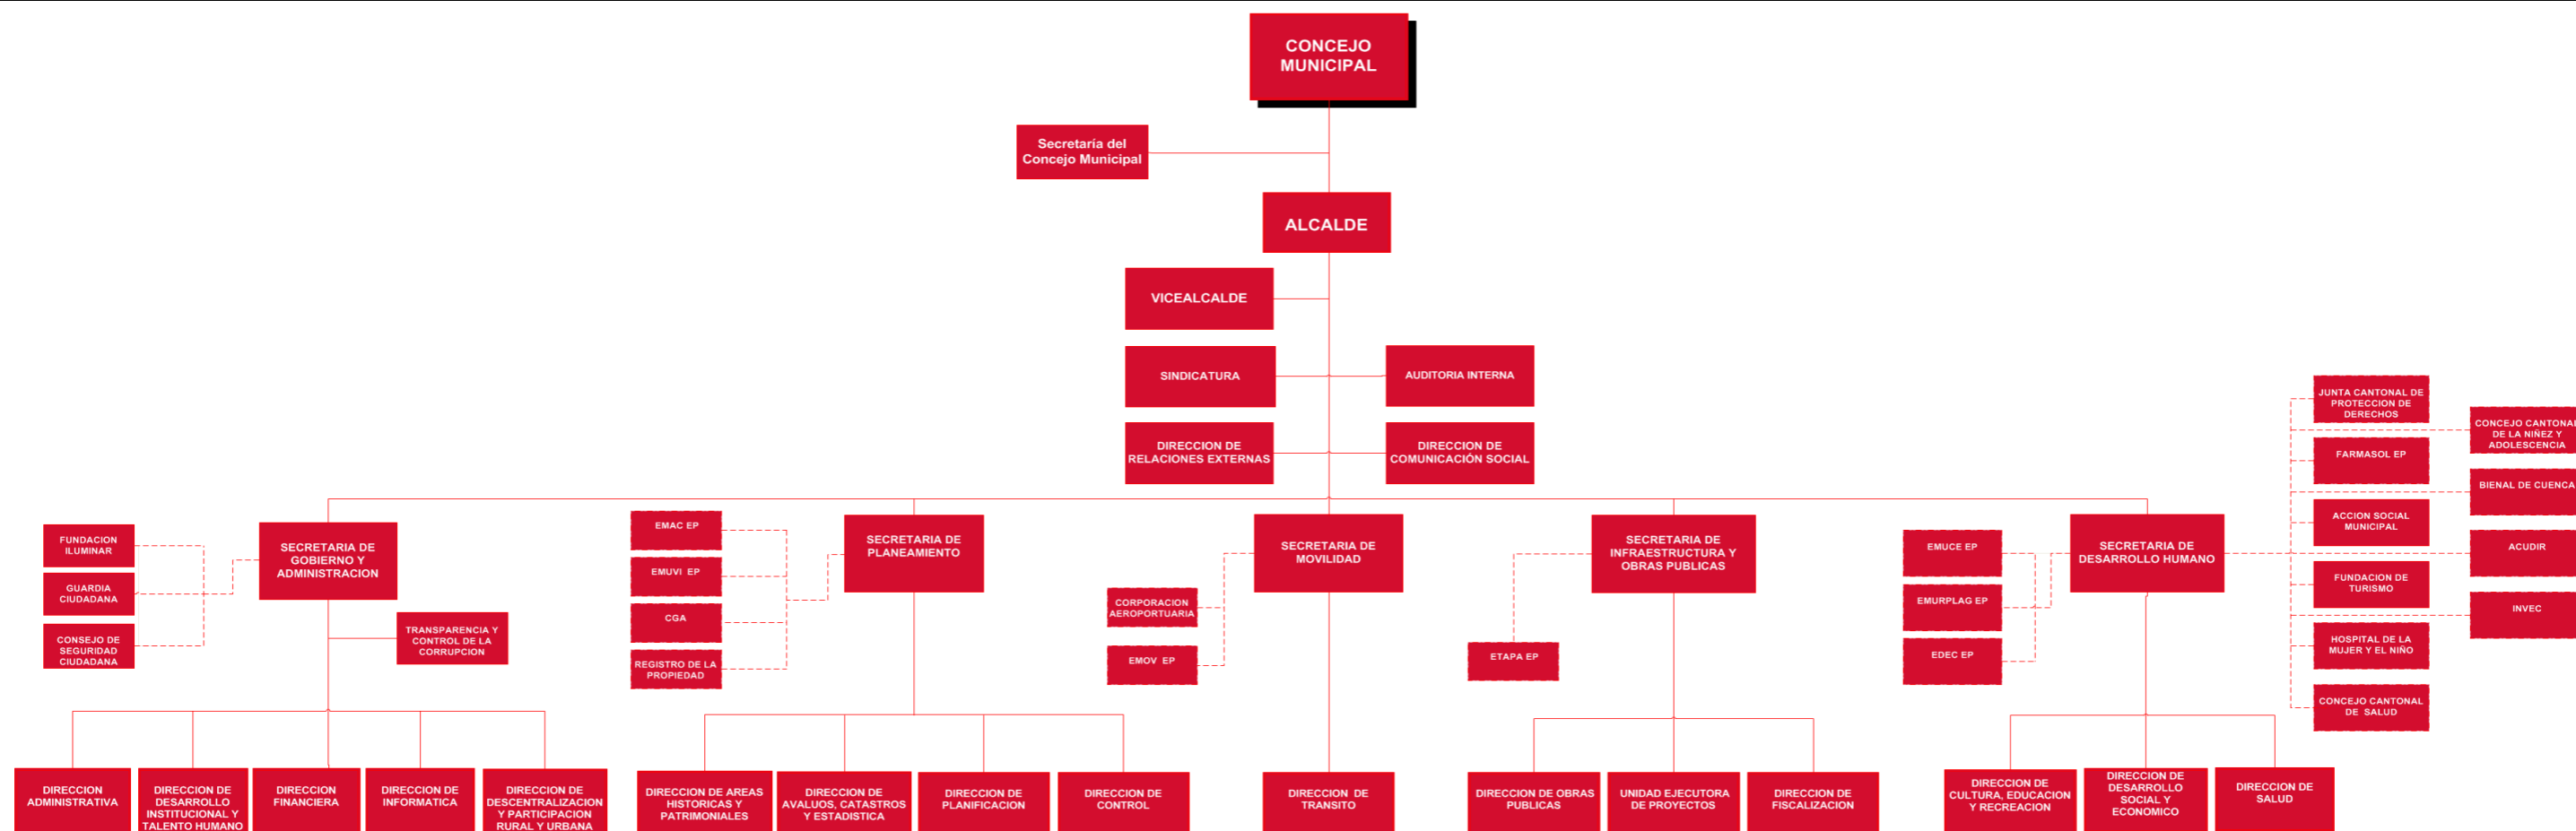 CONCEJO
MUNICIPAL
Secretaría del
Concejo Municipal
ALCALDE
VICEALCALDE
SINDICATURA
AUDITORIA INTERNA
DIRECCION DE
RELACIONES EXTERNAS
DIRECCION DE
COMUNICACIÓN SOCIAL
FUNDACION
ILUMINAR
GUARDIA
CIUDADANA
CONSEJO DE
SEGURIDAD
CIUDADANA
SECRETARIA DE
GOBIERNO Y
ADMINISTRACION
TRANSPARENCIA Y
CONTROL DE LA
CORRUPCION
EMAC EP
EMUVI EP
CGA
REGISTRO DE LA
PROPIEDAD
SECRETARIA DE
PLANEAMIENTO
SECRETARIA DE
MOVILIDAD
CORPORACION
AEROPORTUARIA
EMOV EP
SECRETARIA DE
INFRAESTRUCTURA Y
OBRAS PUBLICAS
ETAPA EP
EMUCE EP
EMURPLAG EP
EDEC EP
SECRETARIA DE
DESARROLLO HUMANO
JUNTA CANTONAL DE
PROTECCION DE
DERECHOS
FARMASOL EP
ACCION SOCIAL
MUNICIPAL
FUNDACION DE
TURISMO
HOSPITAL DE LA
MUJER Y EL NIÑO
CONCEJO CANTONAL
DE SALUD
CONCEJO CANTONAL
DE LA NIÑEZ Y
ADOLESCENCIA
BIENAL DE CUENCA
ACUDIR
INVEC
DIRECCION
ADMINISTRATIVA
DIRECCION DE
DESARROLLO
INSTITUCIONAL Y
TALENTO HUMANO
DIRECCION
FINANCIERA
DIRECCION DE
INFORMATICA
DIRECCION DE
DESCENTRALIZACION
Y PARTICIPACION
RURAL Y URBANA
DIRECCION DE AREAS
HISTORICAS Y
PATRIMONIALES
DIRECCION DE
AVALUOS, CATASTROS
Y ESTADISTICA
DIRECCION DE
PLANIFICACION
DIRECCION DE
CONTROL
DIRECCION DE
TRANSITO
DIRECCION DE OBRAS
PUBLICAS
UNIDAD EJECUTORA
DE PROYECTOS
DIRECCION DE
FISCALIZACION
DIRECCION DE
CULTURA, EDUCACION
Y RECREACION
DIRECCION DE
DESARROLLO
SOCIAL Y
ECONOMICO
DIRECCION DE
SALUD